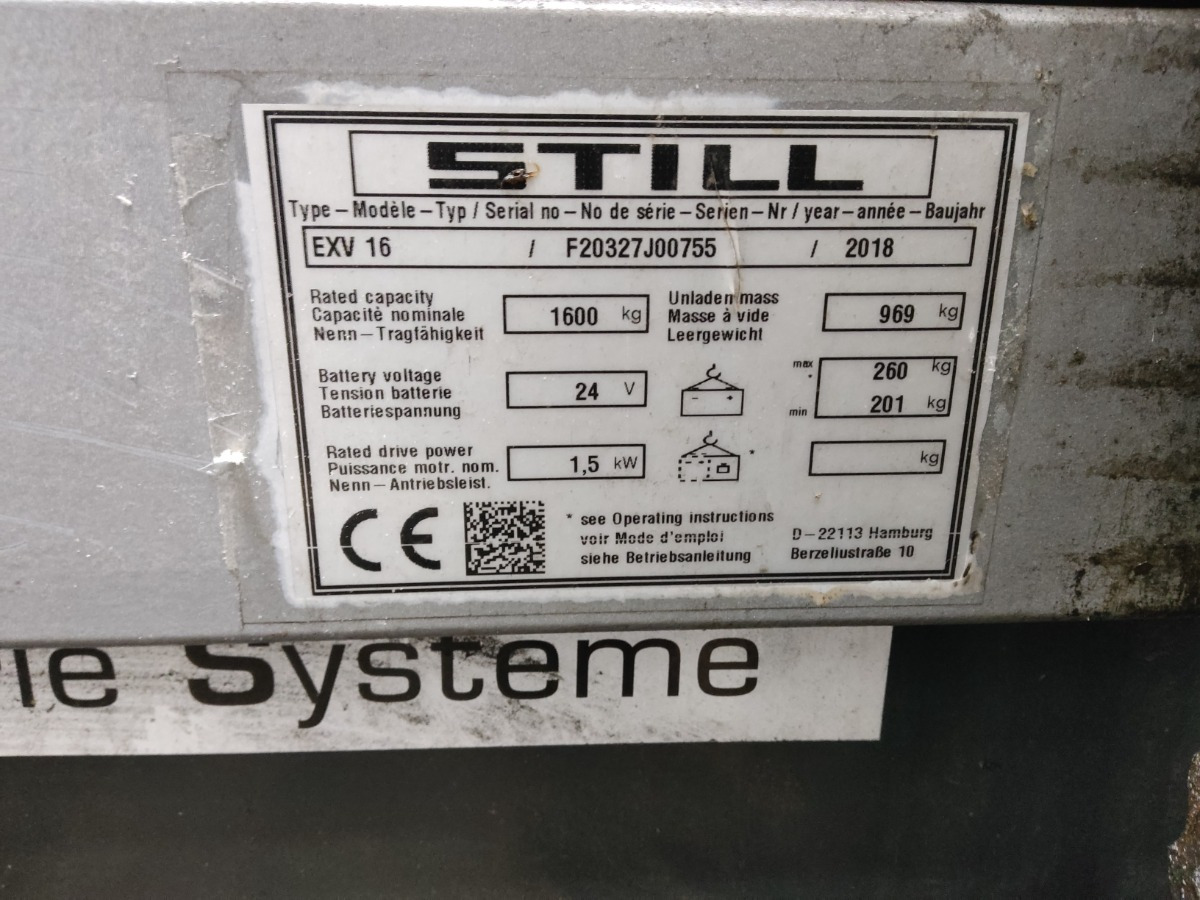 STILL
Type – Modèle – Typ / Serial no – No de série – Serien – Nr / year – année – Baujahr
EXV 16 / F20327J00755 / 2018
Rated capacity
Capacitè nominale
Nenn – Tragfähigkeit
1600 kg
Unladen mass
Masse à vide
Leergewicht
969 kg
Battery voltage
Tension batterie
Batteriespannung
24 V
- +
max
*
260 kg
min
201 kg
Rated drive power
Puissance motr. nom.
Nenn – Antriebsleist.
1,5 kW
*
kg
CE
* see Operating instructions
voir Mode d'emploi
siehe Betriebsanleitung
D – 22113 Hamburg
Berzeliustraße 10
ie Systeme